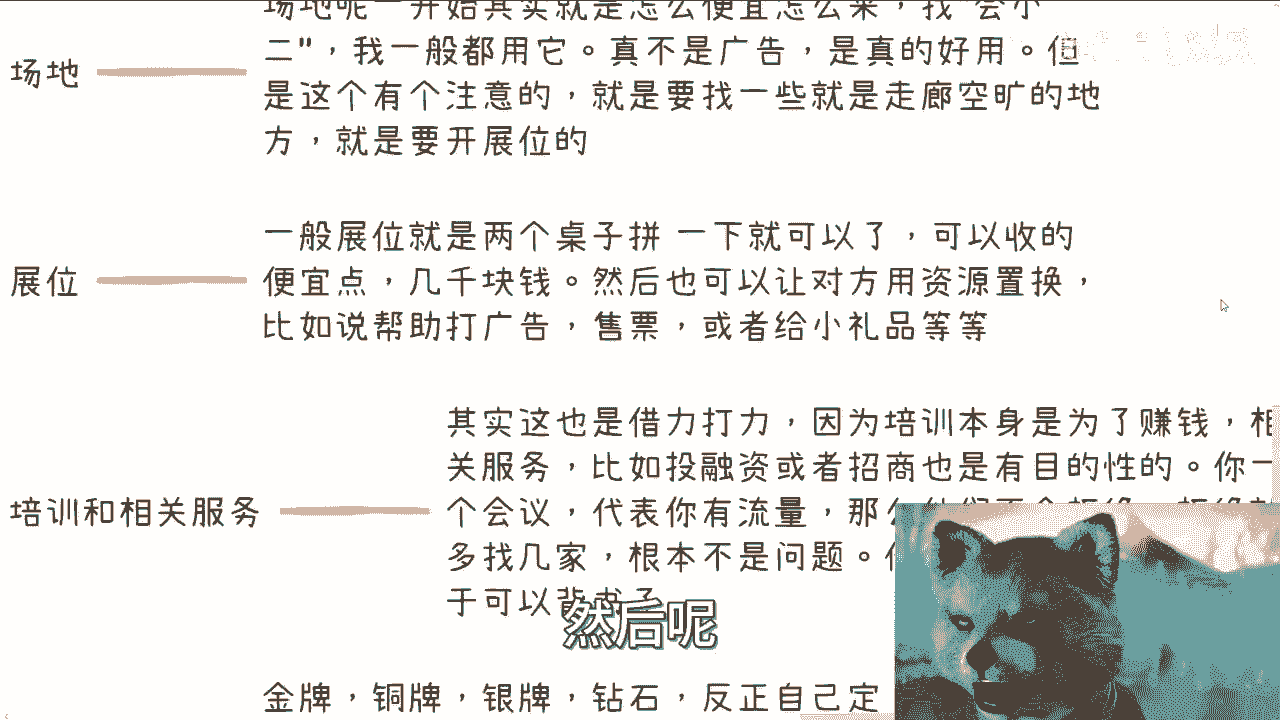 场地呢一开始其实就是怎么便宜怎么来，找"会小
二"，我一般都用它。真不是广告，是真的好用。但
是这个有个注意的，就是要找一些就是走廊空旷的地
方，就是要开展位的
场地
一般展位就是两个桌子拼 一下就可以了，可以收的
便宜点，几千块钱。然后也可以让对方用资源置换，
比如说帮助打广告，售票，或者给小礼品等等
展位
其实这也是借力打力，因为培训本身是为了赚钱，相
关服务，比如投融资或者招商也是有目的性的。你一
个会议，代表你有流量，那么
多找几家，根本不是问题。
于可以背书了
培训和相关服务
然后呢
金牌，铜牌，银牌，钻石，反正自己定